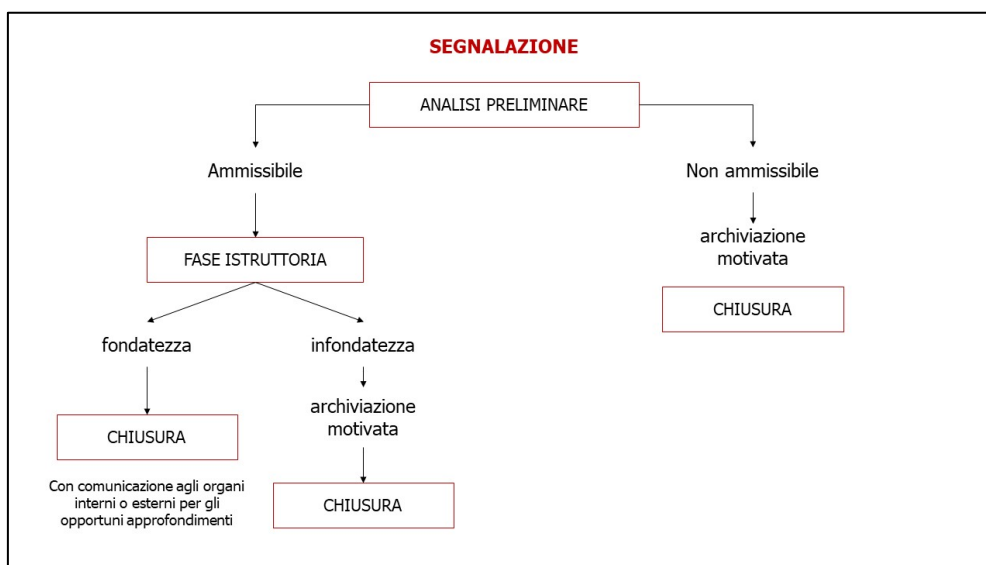 SEGNALAZIONE
ANALISI PRELIMINARE
Ammissibile
Non ammissibile
archiviazione
motivata
FASE ISTRUTTORIA
CHIUSURA
fondatezza
infondatezza
archiviazione
motivata
CHIUSURA
Con comunicazione agli organi
interni o esterni per gli
opportuni approfondimenti
CHIUSURA